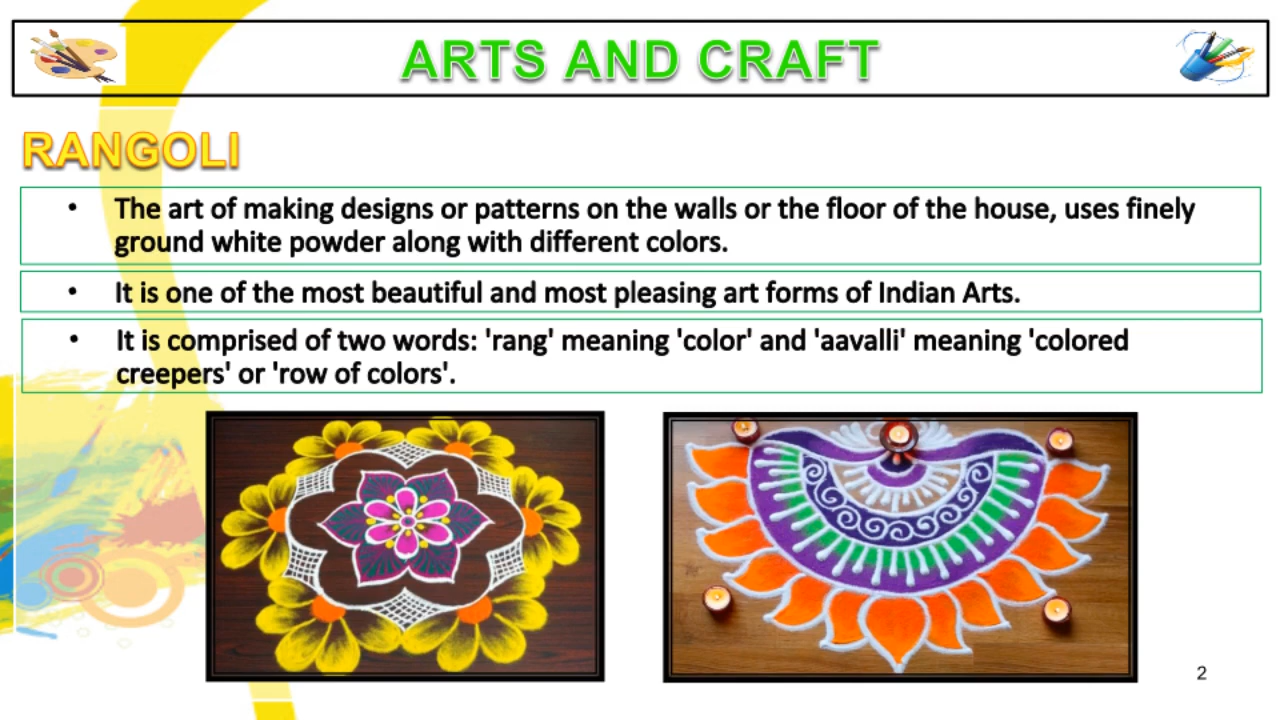 ARTS AND CRAFT
RANGOLI
• The art of making designs or patterns on the walls or the floor of the house, uses finely
ground white powder along with different colors.
• It is one of the most beautiful and most pleasing art forms of Indian Arts.
• It is comprised of two words: 'rang' meaning 'color' and 'aavalli' meaning 'colored
creepers' or 'row of colors'.
2